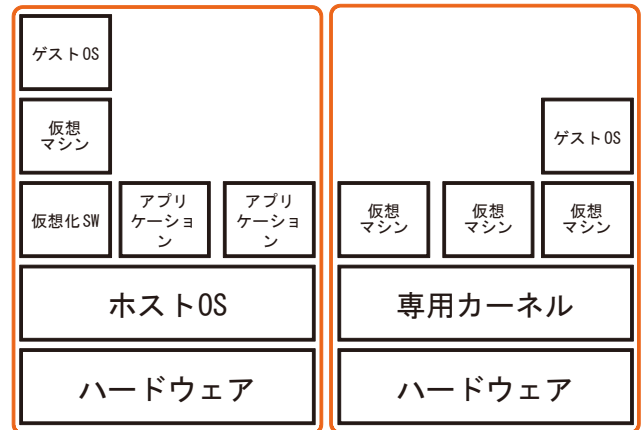 ゲストOS
仮想
マシン
仮想化SW
アプリ
ケーショ
ン
アプリ
ケーショ
ン
ホストOS
ハードウェア
ゲストOS
仮想
マシン
仮想
マシン
仮想
マシン
専用カーネル
ハードウェア